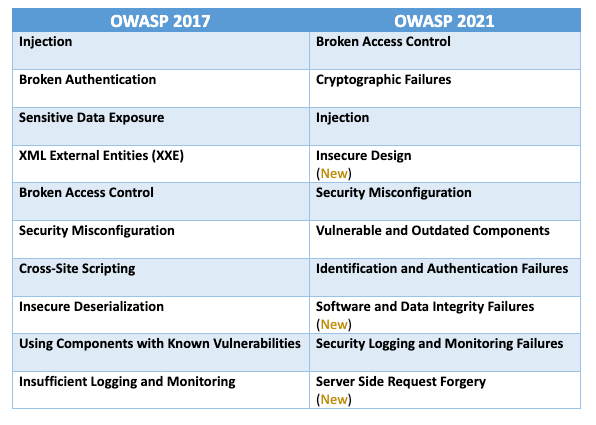 OWASP 2017 OWASP 2021
Injection Broken Access Control
Broken Authentication Cryptographic Failures
Sensitive Data Exposure Injection
XML External Entities (XXE) Insecure Design
(New)
Broken Access Control Security Misconfiguration
Security Misconfiguration Vulnerable and Outdated Components
Cross-Site Scripting Identification and Authentication Failures
Insecure Deserialization Software and Data Integrity Failures
(New)
Using Components with Known Vulnerabilities Security Logging and Monitoring Failures
Insufficient Logging and Monitoring Server Side Request Forgery
(New)